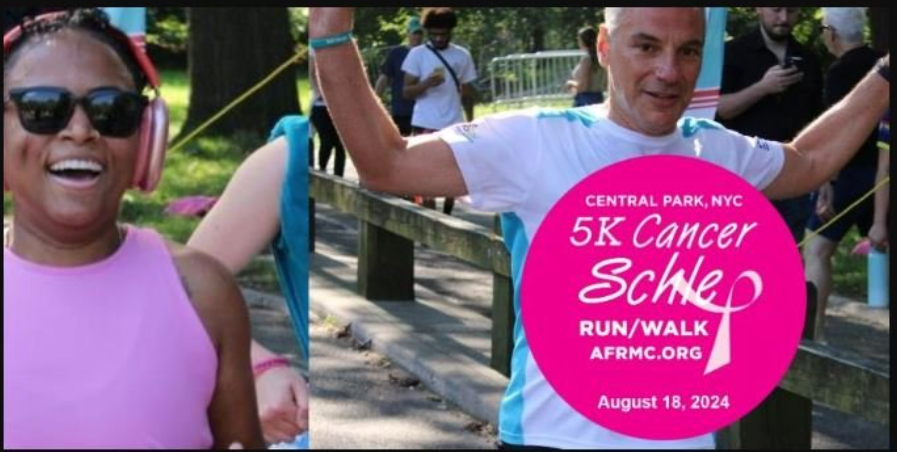 CENTRAL PARK, NYC
5K Cancer
Schlep
RUN/WALK
AFRMC.ORG
August 18, 2024